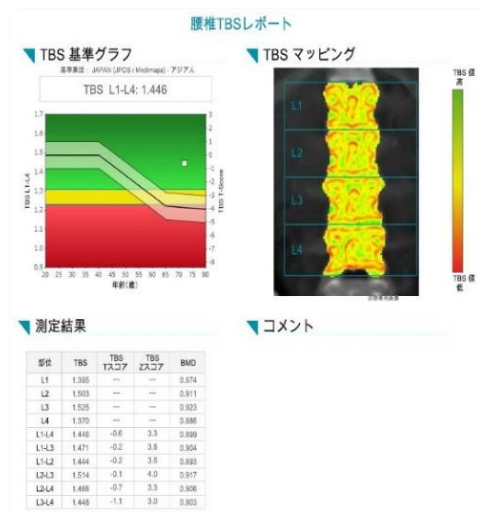 腰椎TBSレポート
TBS 基準グラフ
基準集団: JAPAN (JPOS / Medimaps) - アジア人
TBS L1-L4: 1.446
1.7
1.6
1.5
1.4
1.3
1.2
1.1
1.0
0.9
TBS L1-L4
3
2
1
0
-1
-2
-3
-4
-5
-6
-7
-8
TBS T-Score
20 25 30 35 40 45 50 55 60 65 70 75 80
年齢(歳)
TBS マッピング
L1
L2
L3
L4
TBS 値
高
TBS 値
低
測定結果
部位 TBS TBS Tスコア TBS Zスコア BMD
L1 1.385 --- --- 0.874
L2 1.503 --- --- 0.911
L3 1.525 --- --- 0.923
L4 1.370 --- --- 0.886
L1-L4 1.446 -0.6 3.3 0.899
L1-L3 1.471 -0.2 3.8 0.904
L1-L2 1.444 -0.2 3.6 0.893
L2-L3 1.514 -0.1 4.0 0.917
L2-L4 1.466 -0.7 3.3 0.906
L3-L4 1.448 -1.1 3.0 0.903
コメント